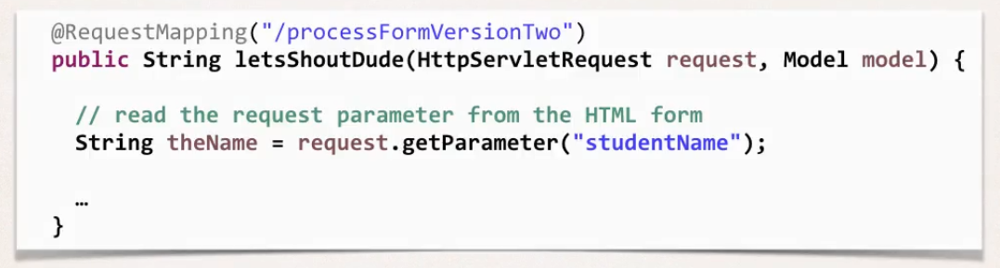 @RequestMapping("/processFormVersionTwo")
public String letsShoutDude(HttpServletRequest request, Model model) {
// read the request parameter from the HTML form
String theName = request.getParameter("studentName");
…
}